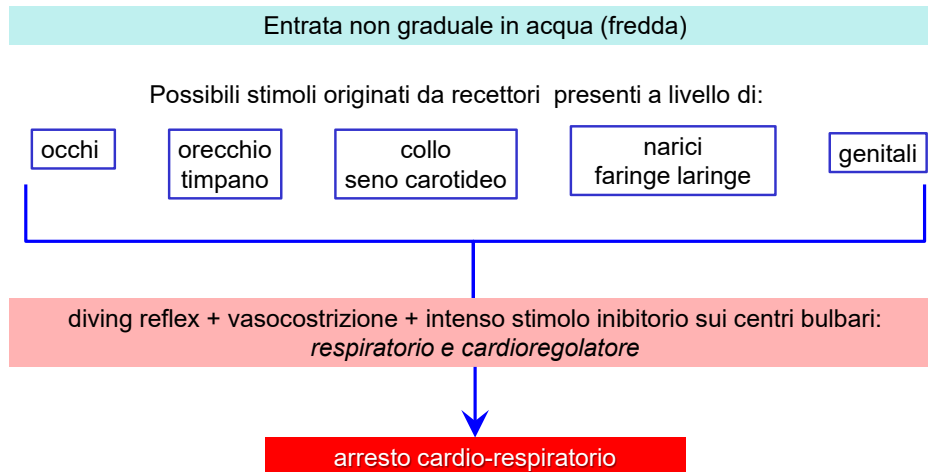 Entrata non graduale in acqua (fredda)
Possibili stimoli originati da recettori presenti a livello di:
occhi
orecchio
timpano
collo
seno carotideo
narici
faringe laringe
genitali
diving reflex + vasocostrizione + intenso stimolo inibitorio sui centri bulbari:
respiratorio e cardioregolatore
arresto cardio-respiratorio